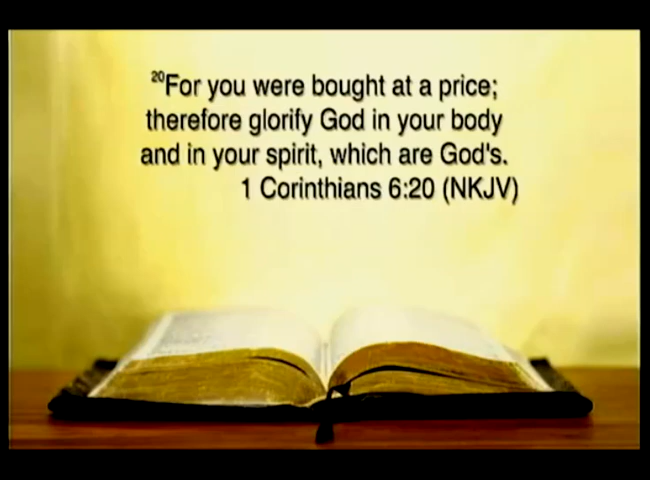 20For you were bought at a price;
therefore glorify God in your body
and in your spirit, which are God's.
1 Corinthians 6:20 (NKJV)